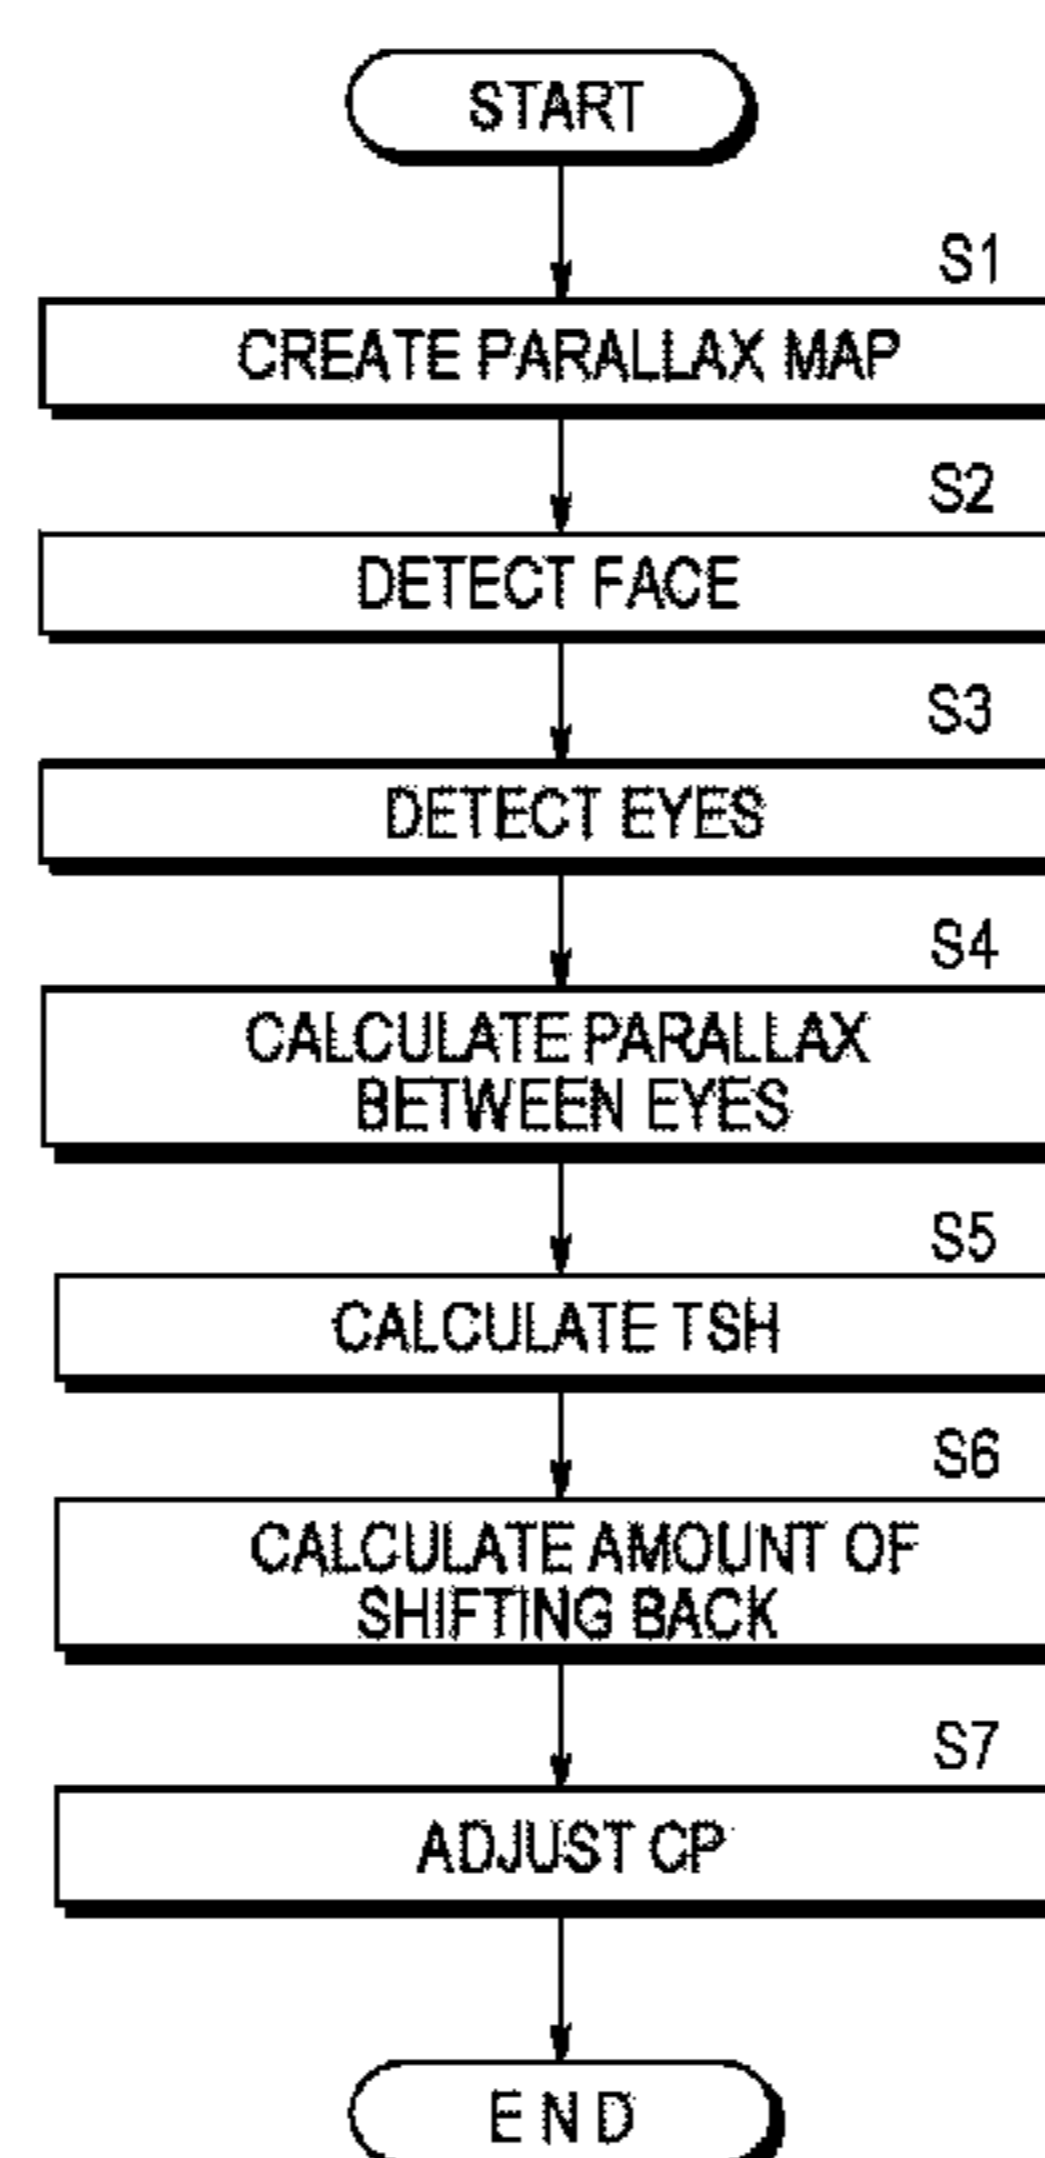 START
S1
CREATE PARALLAX MAP
S2
DETECT FACE
S3
DETECT EYES
S4
CALCULATE PARALLAX
BETWEEN EYES
S5
CALCULATE TSH
S6
CALCULATE AMOUNT OF
SHIFTING BACK
S7
ADJUST CP
END